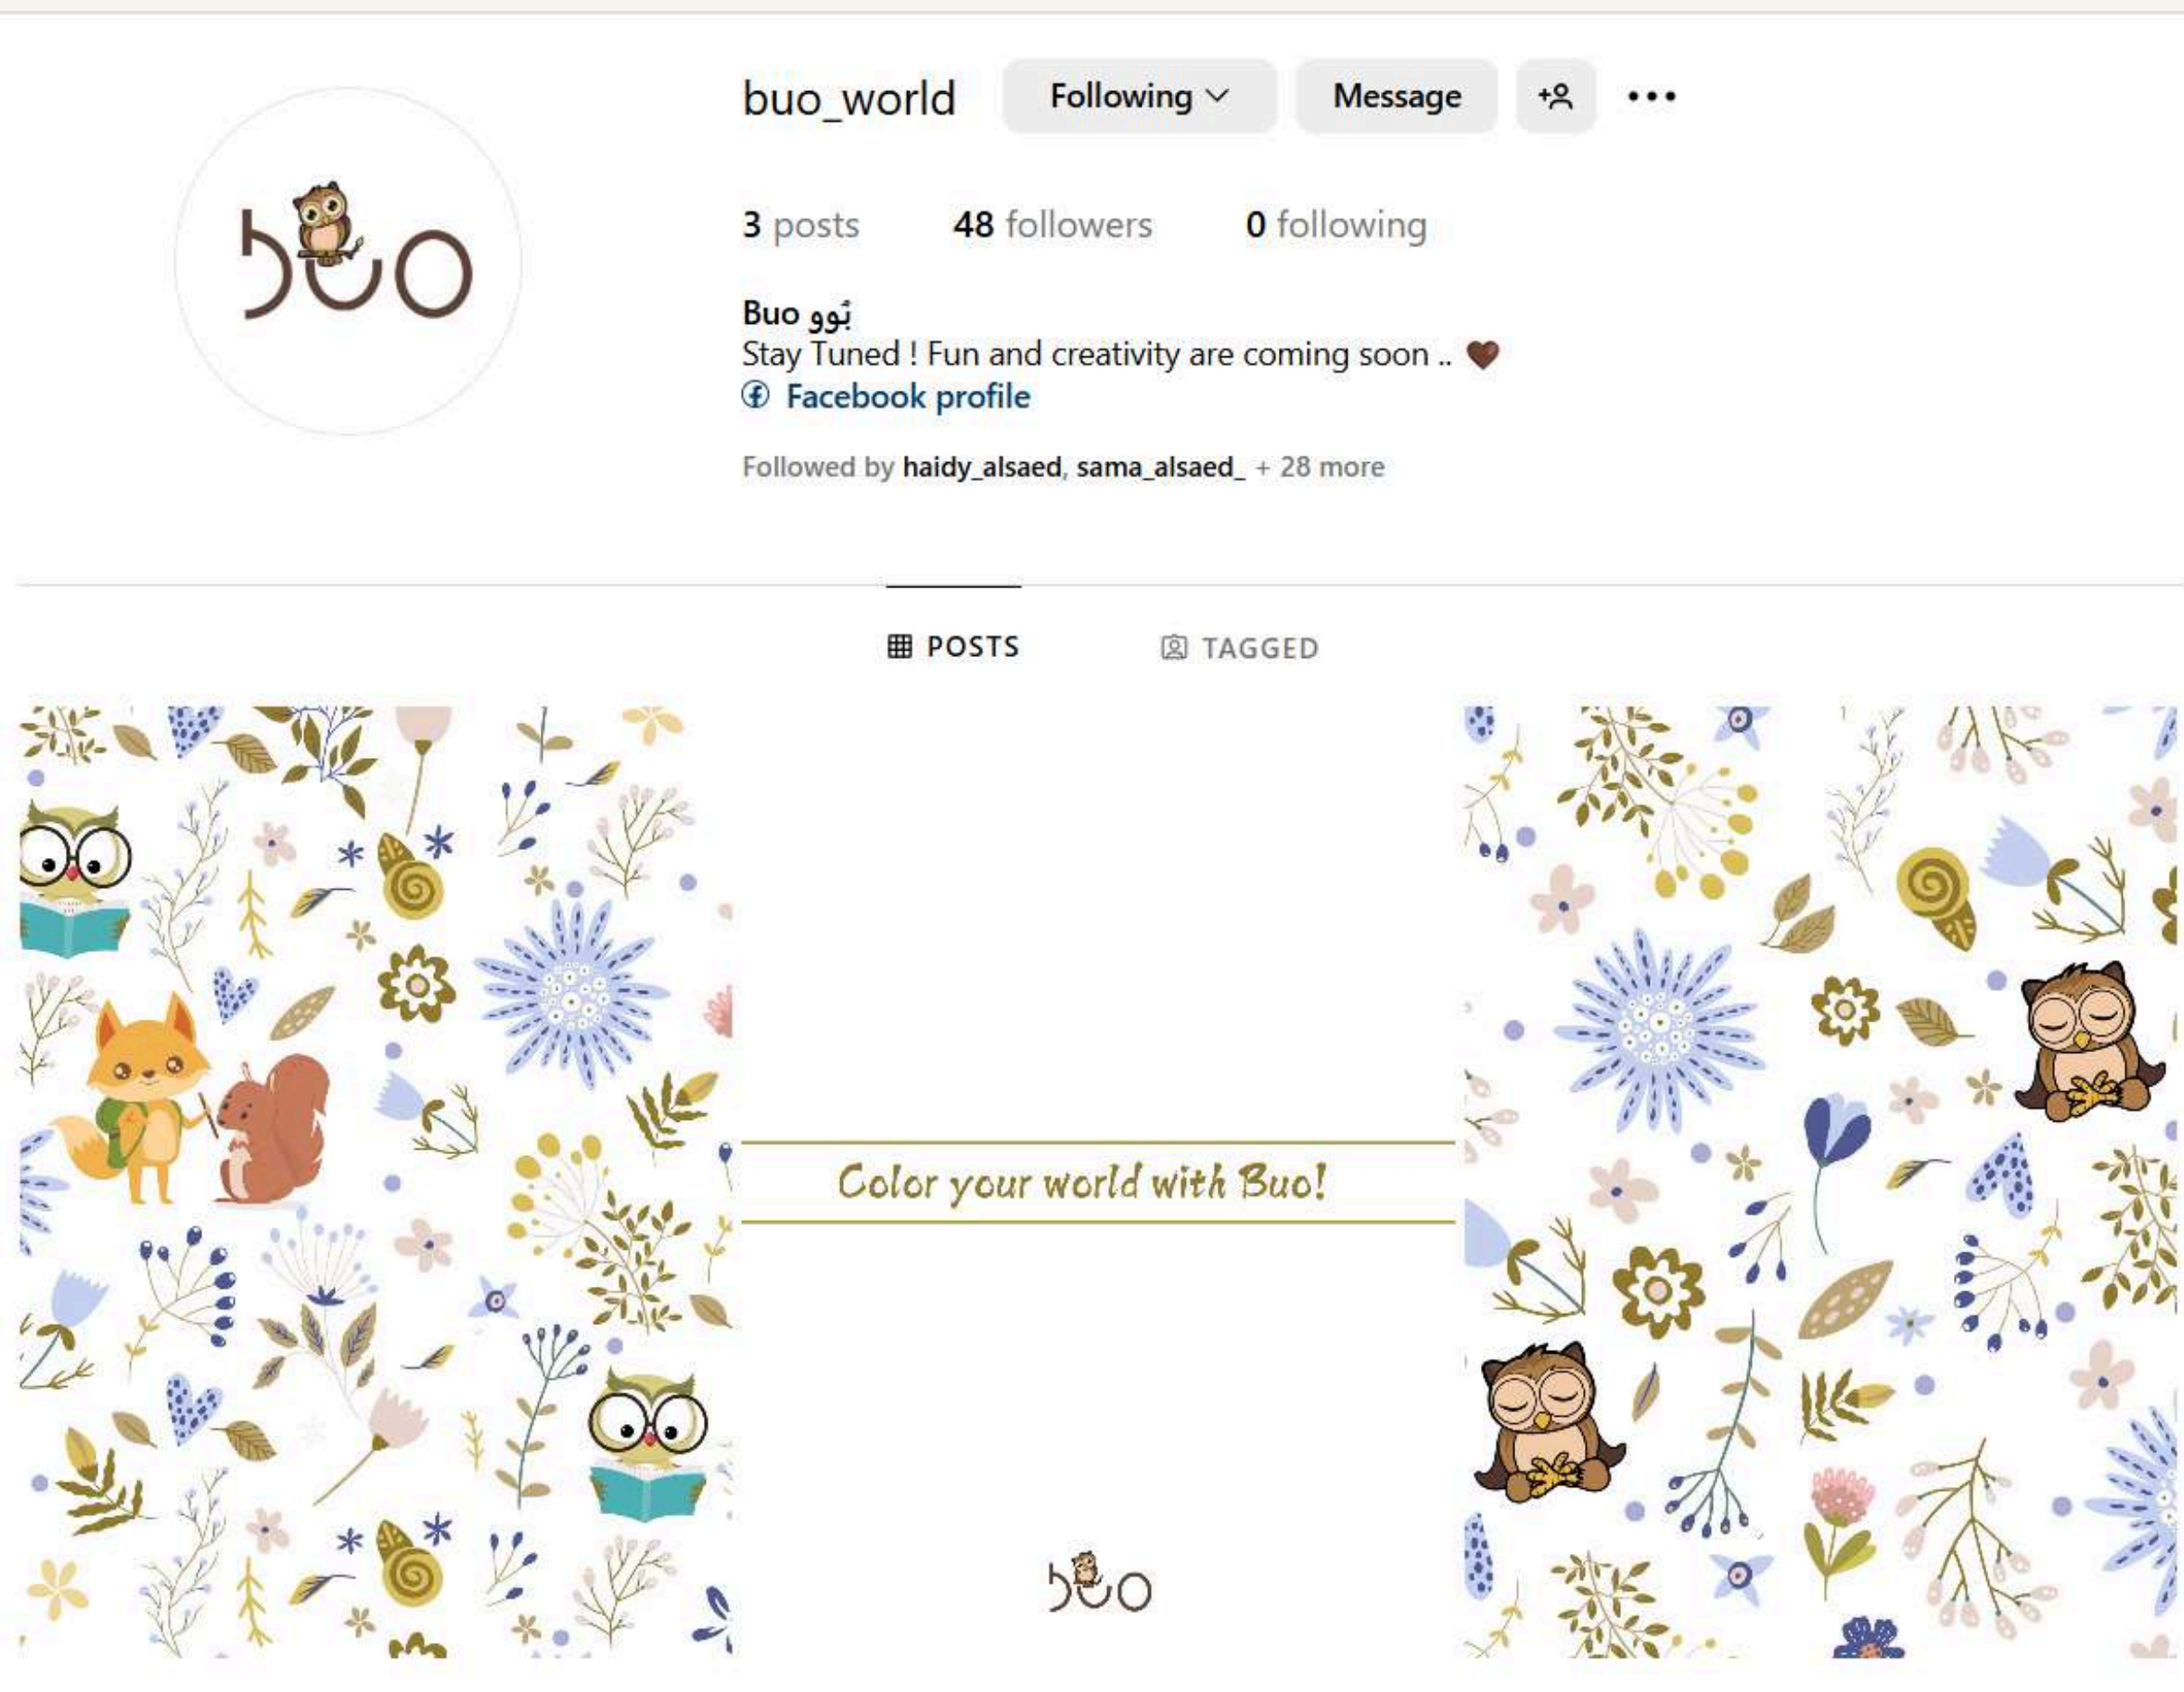 buo
buo_world Following Message
3 posts 48 followers 0 following
Buo بُوو
Stay Tuned ! Fun and creativity are coming soon ..
Facebook profile
Followed by haidy_alsaed, sama_alsaed_ + 28 more
POSTS TAGGED
Color your world with Buo!
buo